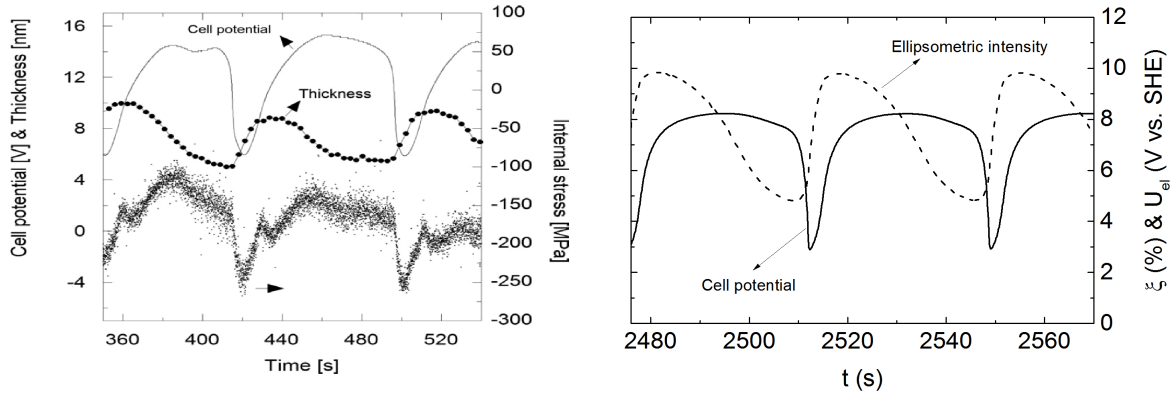 Cell potential [V] & Thickness [nm]
16
12
8
4
0
-4
100
50
0
-50
-100
-150
-200
-250
-300
Internal stress [MPa]
Cell potential
Thickness
360 400 440 480 520
Time [s]
Ellipsometric intensity
Cell potential
12
10
8
6
4
2
0
ξ (%) & U_el (V vs. SHE)
2480 2500 2520 2540 2560
t (s)